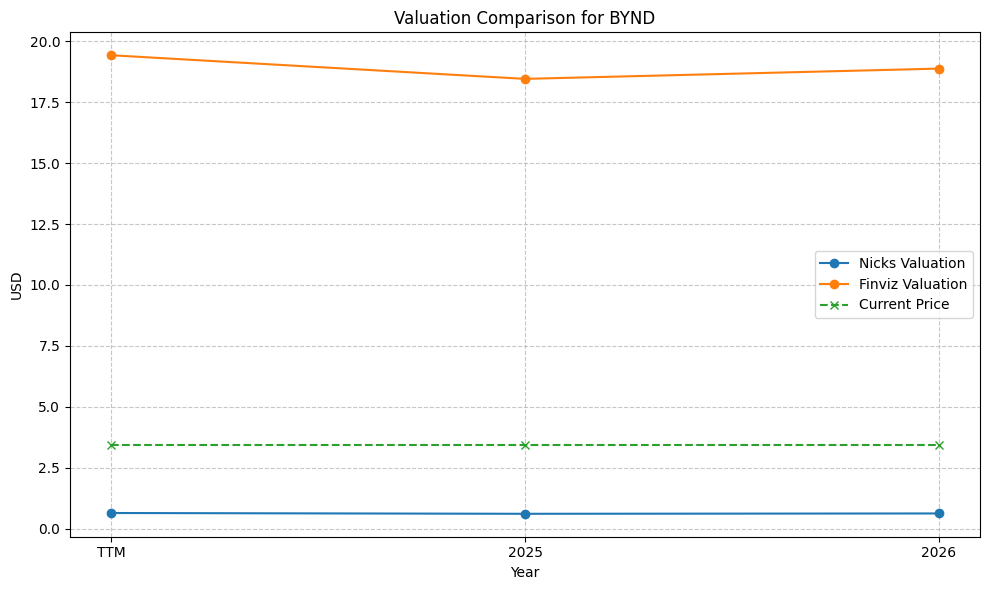 Valuation Comparison for BYND
20.0
17.5
15.0
12.5
10.0
7.5
5.0
2.5
0.0
USD
Nicks Valuation
Finviz Valuation
Current Price
TTM
2025
2026
Year